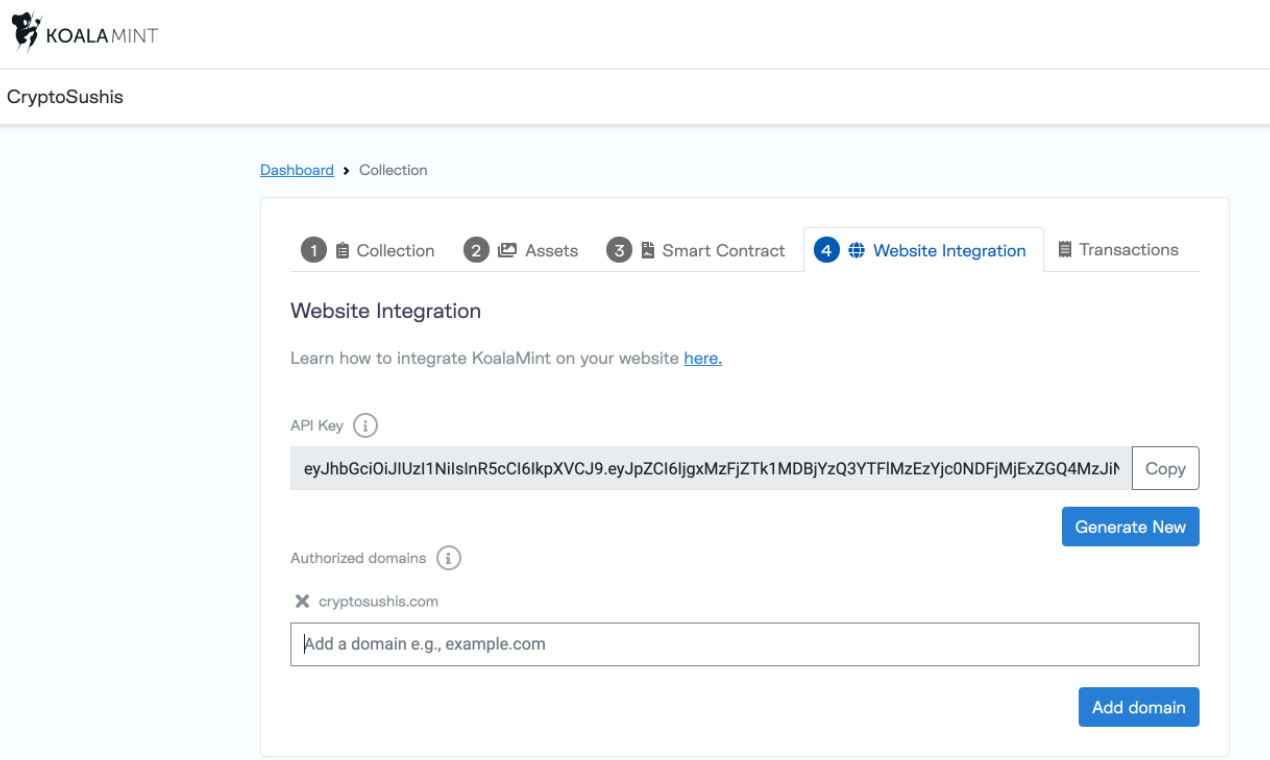 KOALAMINT
CryptoSushis
Dashboard > Collection
1 Collection 2 Assets 3 Smart Contract 4 Website Integration Transactions
Website Integration
Learn how to integrate KoalaMint on your website here.
API Key i
eyJhbGciOiJIUzI1NiIsInR5cCI6IkpXVCJ9.eyJpZCI6IjgxMzFjZTk1MDBjYzQ3YTFlMzEzYjc0NDFjMjExZGQ4MzJiN Copy
Generate New
Authorized domains i
cryptosushis.com
Add a domain e.g., example.com
Add domain